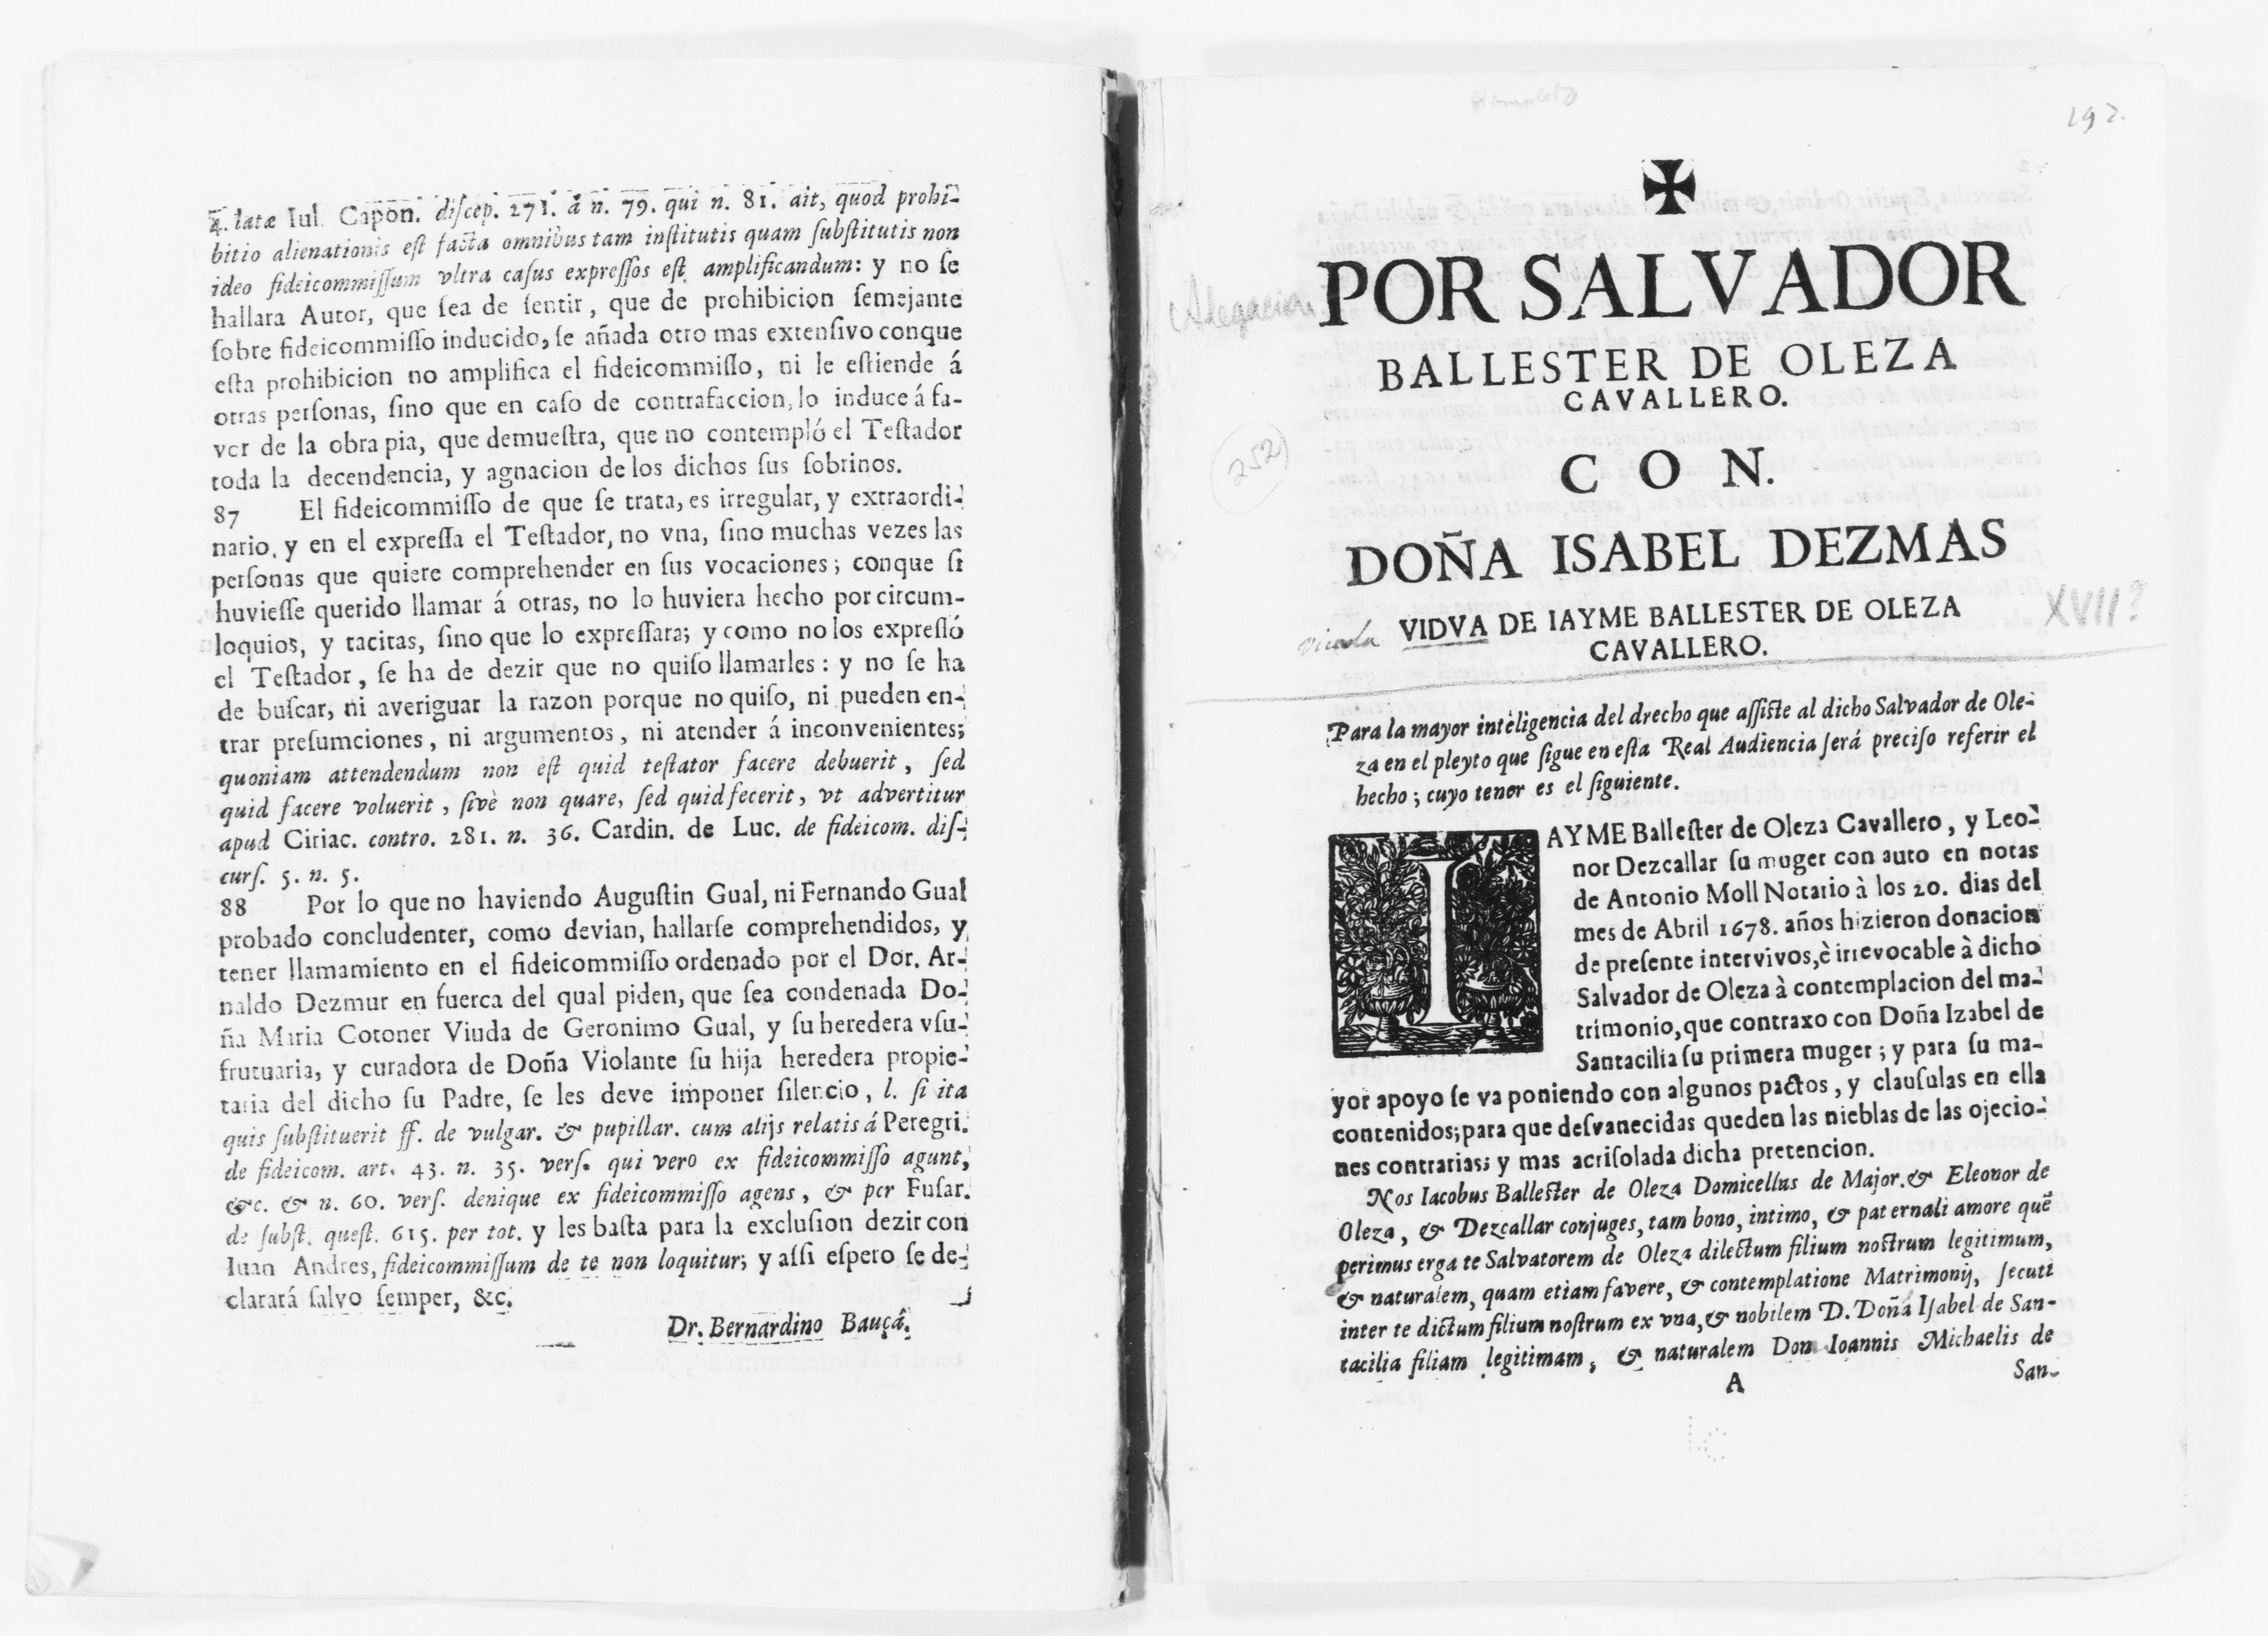 4. latæ Iul. Capon. diſcep. 271. á n. 79. qui n. 81. ait, quod prohi-
bitio alienationis eſt facta omnibus tam inſtitutis quam ſubſtitutis non
ideo fideicommiſſum vltra caſus expreſſos eſt amplificandum: y no ſe
hallara Autor, que ſea de ſentir, que de prohibicion ſemejante
ſobre fideicommiſſo inducido, ſe añada otro mas extenſivo conque
eſta prohibicion no amplifica el fideicommiſſo, ni le eſtiende á
otras perſonas, ſino que en caſo de contrafaccion, lo induce á fa-
vor de la obra pia, que demueſtra, que no contempló el Teſtador
toda la decendencia, y agnacion de los dichos ſus ſobrinos.
87 El fideicommiſſo de que ſe trata, es irregular, y extraordi-
nario, y en el expreſſa el Teſtador, no vna, ſino muchas vezes las
perſonas que quiere comprehender en ſus vocaciones; conque ſi
huvieſſe querido llamar á otras, no lo huviera hecho por circum-
loquios, y tacitas, ſino que lo expreſſara; y como no los expreſſó
el Teſtador, ſe ha de dezir que no quiſo llamarles: y no ſe ha
de buſcar, ni averiguar la razon porque no quiſo, ni pueden en-
trar preſumciones, ni argumentos, ni atender á inconvenientes;
quoniam attendendum non eſt quid teſtator facere debuerit, ſed
quid facere voluerit, ſivè non quare, ſed quid fecerit, vt advertitur
apud Ciriac. contro. 281. n. 36. Cardin. de Luc. de fideicom. diſ-
curſ. 5. n. 5.
88 Por lo que no haviendo Auguſtin Gual, ni Fernando Gual
probado concludenter, como devian, hallarſe comprehendidos, y
tener llamamiento en el fideicommiſſo ordenado por el Dor. Ar-
naldo Dezmur en fuerca del qual piden, que ſea condenada Do-
ña Maria Cotoner Viuda de Geronimo Gual, y ſu heredera vſu-
frutuaria, y curadora de Doña Violante ſu hija heredera propie-
taria del dicho ſu Padre, ſe les deve imponer ſilencio, l. ſi ita
quis ſubſtituerit ff. de vulgar. & pupillar. cum alijs relatis á Peregri.
de fideicom. art. 43. n. 35. verſ. qui vero ex fideicommiſſo agunt,
&c. & n. 60. verſ. denique ex fideicommiſſo agens, & per Fuſar.
de ſubſt. queſt. 615. per tot. y les baſta para la excluſion dezir con
Iuan Andres, fideicommiſſum de te non loquitur; y aſſi eſpero ſe de-
clarará ſalvo ſemper, &c.
Dr. Bernardino Bauçâ.
197.
POR SALVADOR
Alegacion
BALLESTER DE OLEZA
CAVALLERO.
252
CON.
DOÑA ISABEL DEZMAS
XVII?
viuda VIDVA DE IAYME BALLESTER DE OLEZA
CAVALLERO.
Para la mayor inteligencia del drecho que aſſiſte al dicho Salvador de Ole-
za en el pleyto que ſigue en eſta Real Audiencia ſerá preciſo referir el
hecho; cuyo tenor es el ſiguiente.
IAYME Balleſter de Oleza Cavallero, y Leo-
nor Dezcallar ſu muger con auto en notas
de Antonio Moll Notario à los 20. dias del
mes de Abril 1678. años hizieron donacion
de preſente intervivos, è irrevocable à dicho
Salvador de Oleza à contemplacion del ma-
trimonio, que contraxo con Doña Izabel de
Santacilia ſu primera muger; y para ſu ma-
yor apoyo ſe va poniendo con algunos pactos, y clauſulas en ella
contenidos; para que deſvanecidas queden las nieblas de las ojecio-
nes contrarias; y mas acriſolada dicha pretencion.
Nos Iacobus Balleſter de Oleza Domicellus de Major. & Eleonor de
Oleza, & Dezcallar conjuges, tam bono, intimo, & paternali amore quē
perimus erga te Salvatorem de Oleza dilectum filium noſtrum legitimum,
& naturalem, quam etiam favere, & contemplatione Matrimonij, ſecuti
inter te dictum filium noſtrum ex vna, & nobilem D. Doña Iſabel de San-
tacilia filiam legitimam, & naturalem Don Ioannis Michaelis de
A
San-